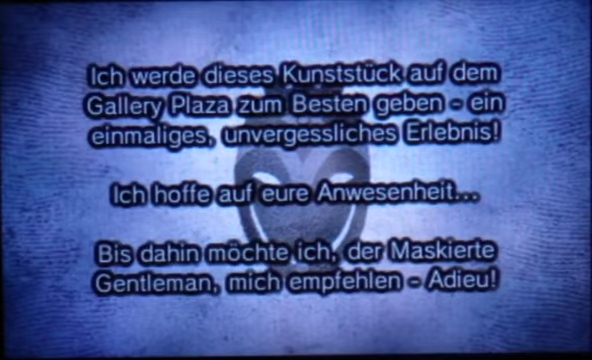 Ich werde dieses Kunststück auf dem
Gallery Plaza zum Besten geben - ein
einmaliges, unvergessliches Erlebnis!
Ich hoffe auf eure Anwesenheit...
Bis dahin möchte ich, der Maskierte
Gentleman, mich empfehlen - Adieu!